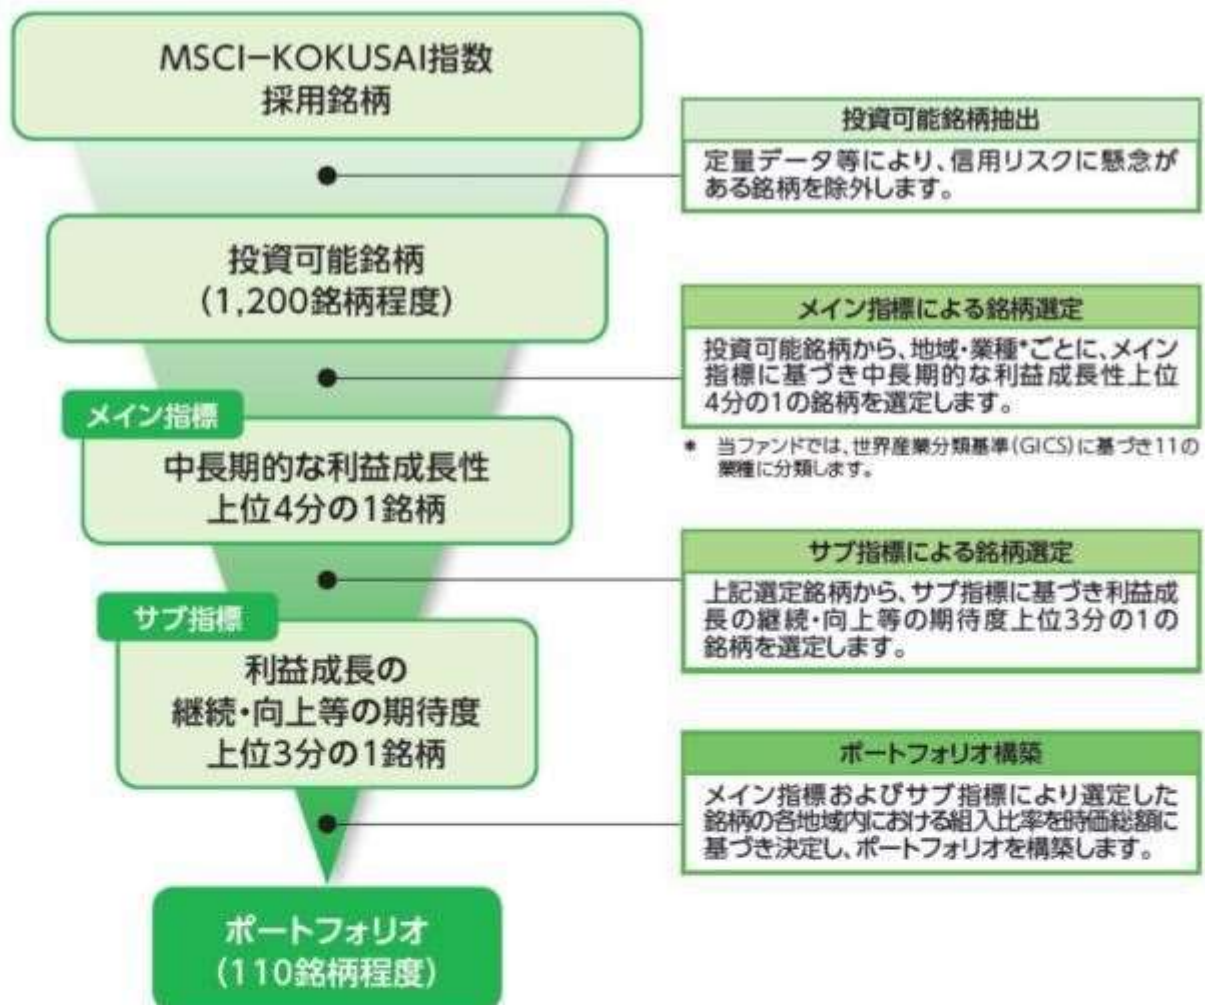 MSCI−KOKUSAI指数
採用銘柄
投資可能銘柄抽出
定量データ等により、信用リスクに懸念が
ある銘柄を除外します。
投資可能銘柄
(1,200銘柄程度)
メイン指標による銘柄選定
投資可能銘柄から、地域・業種*ごとに、メイン
指標に基づき中長期的な利益成長性上位
4分の1の銘柄を選定します。
* 当ファンドでは、世界産業分類基準(GICS)に基づき11の
業種に分類します。
メイン指標
中長期的な利益成長性
上位4分の1銘柄
サブ指標による銘柄選定
上記選定銘柄から、サブ指標に基づき利益成
長の継続・向上等の期待度上位3分の1の
銘柄を選定します。
サブ指標
利益成長の
継続・向上等の期待度
上位3分の1銘柄
ポートフォリオ構築
メイン指標およびサブ指標により選定した
銘柄の各地域内における組入比率を時価総額に
基づき決定し、ポートフォリオを構築します。
ポートフォリオ
(110銘柄程度)